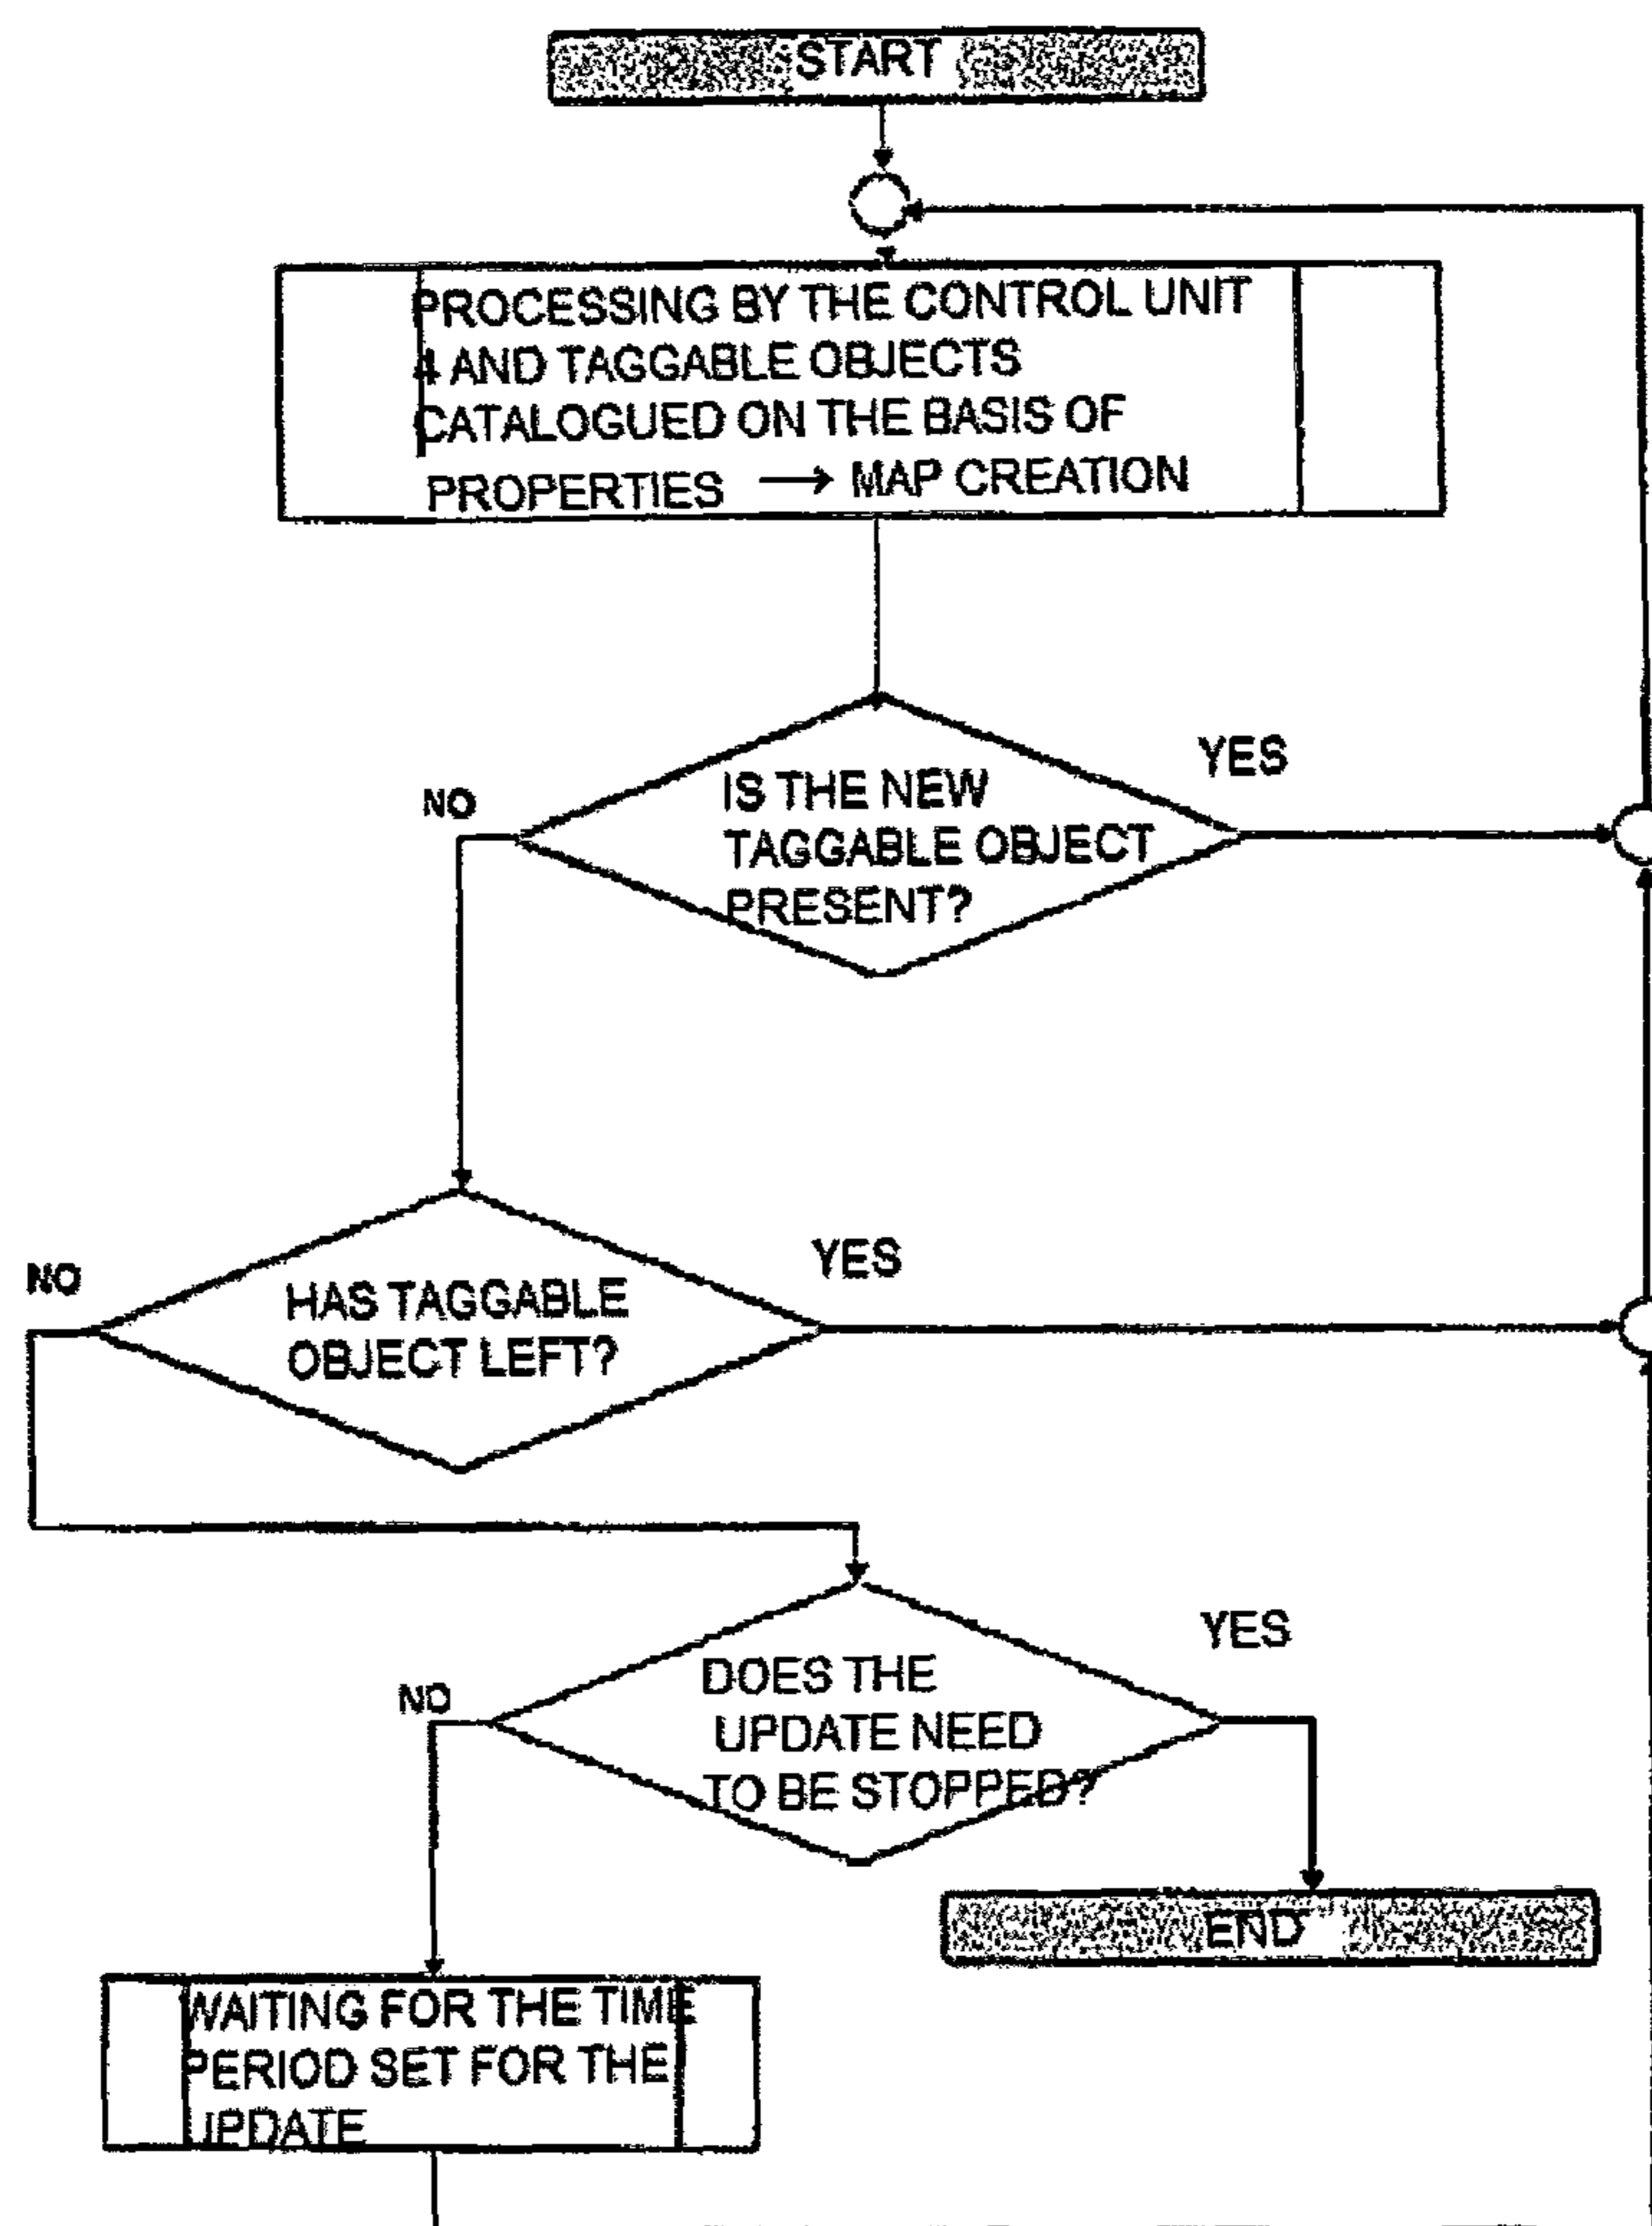 START
PROCESSING BY THE CONTROL UNIT
4 AND TAGGABLE OBJECTS
CATALOGUED ON THE BASIS OF
PROPERTIES → MAP CREATION
YES
NO
IS THE NEW
TAGGABLE OBJECT
PRESENT?
YES
NO
HAS TAGGABLE
OBJECT LEFT?
YES
NO
DOES THE
UPDATE NEED
TO BE STOPPED?
END
WAITING FOR THE TIME
PERIOD SET FOR THE
UPDATE